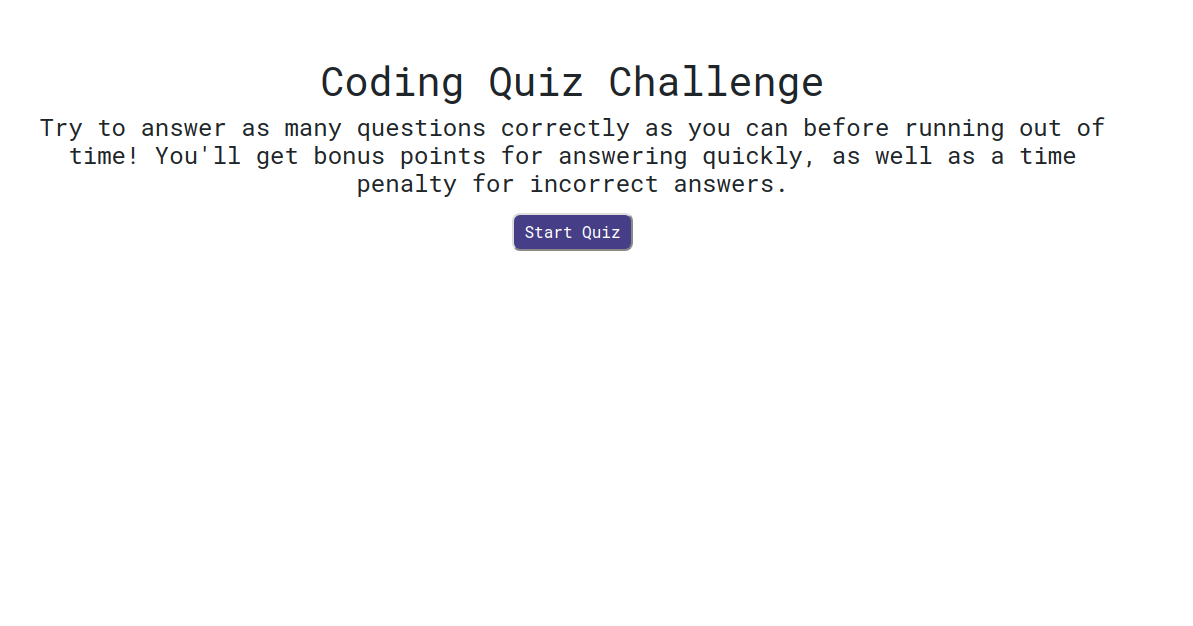 Coding Quiz Challenge
Try to answer as many questions correctly as you can before running out of
time! You'll get bonus points for answering quickly, as well as a time
penalty for incorrect answers.
Start Quiz